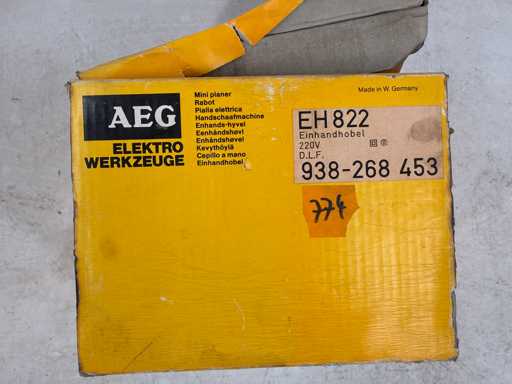 AEG
ELEKTRO
WERKZEUGE
Mini planer
Rabot
Pialla elettrica
Handschaafmachine
Enhands-hyvel
Eenhåndshøvl
Enhåndshøvel
Kevythöylä
Cepillo a mano
Einhandhobel
Made in W. Germany
EH 822
Einhandhobel
220V
D.L.F.
938-268 453
774